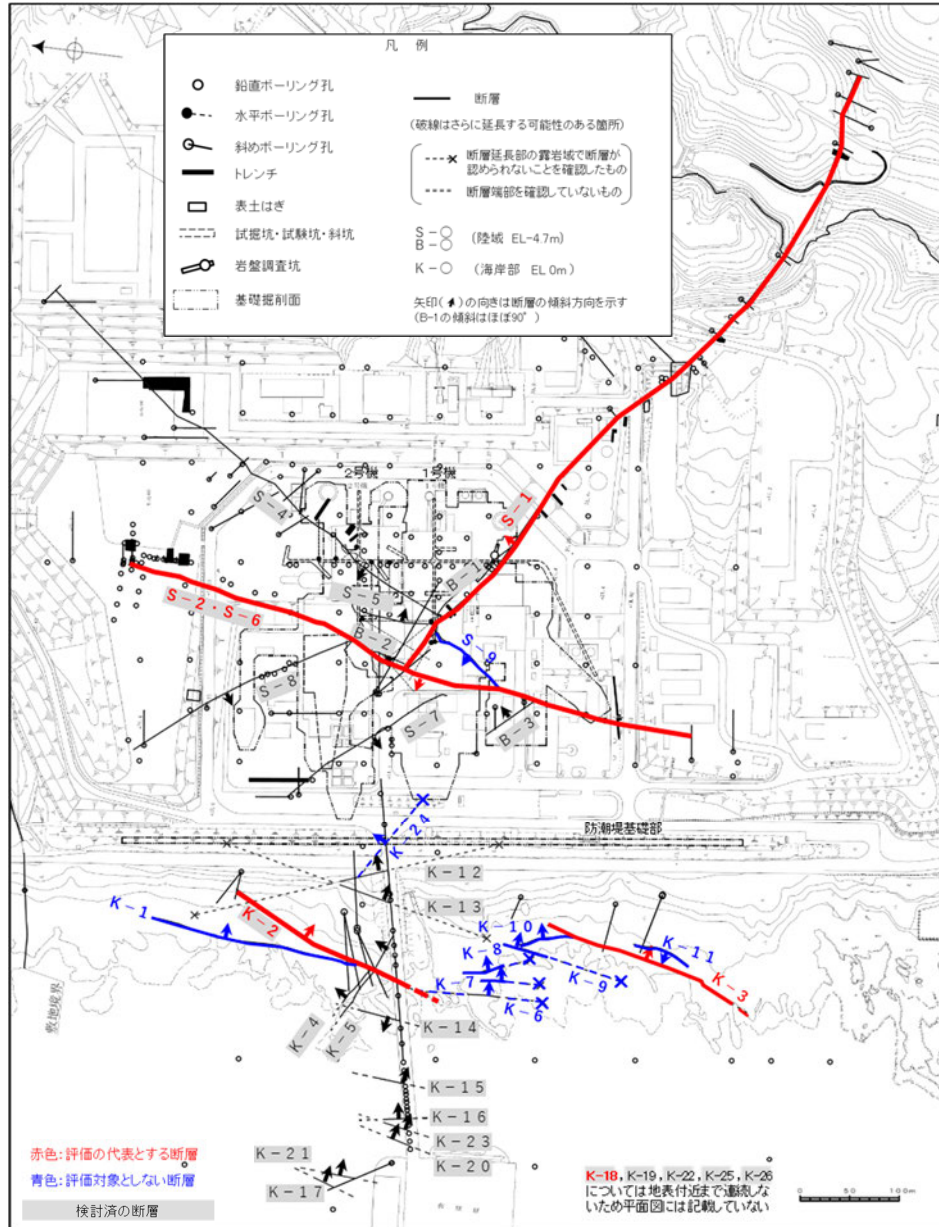 凡 例
鉛直ボーリング孔
水平ボーリング孔
斜めボーリング孔
トレンチ
表土はぎ
試掘坑・試験坑・斜坑
岩盤調査坑
基礎掘削面
断層
(破線はさらに延長する可能性のある箇所)
断層延長部の露岩域で断層が
認められないことを確認したもの
断層端部を確認していないもの
S-○
B-○
(陸域 EL-4.7m)
K-○ (海岸部 EL 0m)
矢印( )の向きは断層の傾斜方向を示す
(B-1の傾斜はほぼ90°)
2号機
1号機
2号機
1号機
S-4
S-1
B-1
S-5
S-2・S-6
B-2
S-9
S-8
S-7
B-3
K-24
防潮堤基礎部
K-12
K-1
K-2
K-13
K-10
K-11
K-8
K-9
K-7
K-3
K-6
敷地境界
K-4
K-5
K-14
K-15
K-16
K-23
K-21
K-20
K-17
赤色:評価の代表とする断層
青色:評価対象としない断層
検討済の断層
K-18, K-19, K-22, K-25, K-26
については地表付近まで連続しな
いため平面図には記載していない
0 50 100m